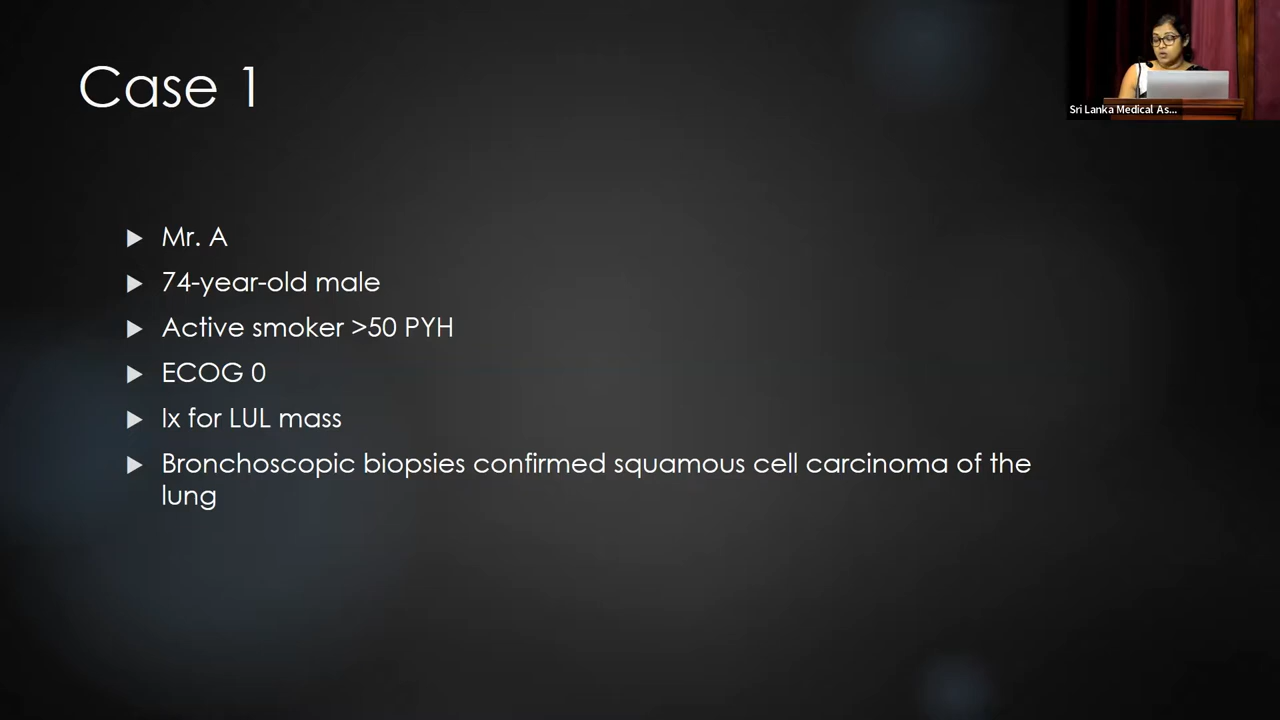 Case 1
Sri Lanka Medical As...
Mr. A
74-year-old male
Active smoker >50 PYH
ECOG 0
Ix for LUL mass
Bronchoscopic biopsies confirmed squamous cell carcinoma of the
lung